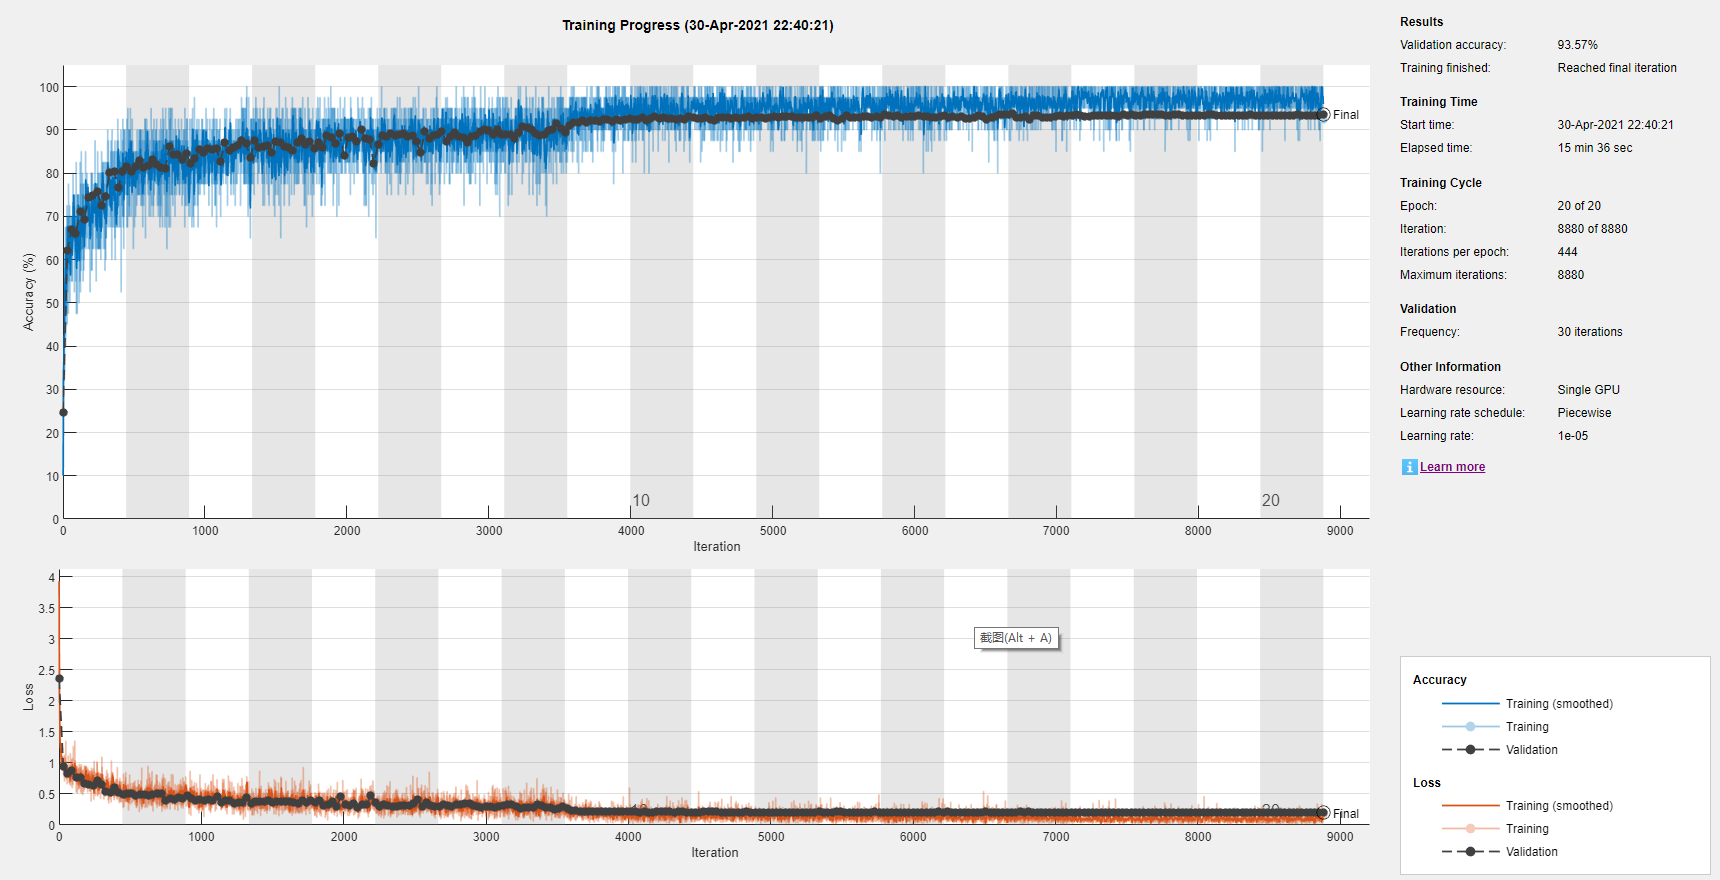 Training Progress (30-Apr-2021 22:40:21)
100
90
80
70
60
50
40
30
20
10
0
Accuracy (%)
Final
10
20
0
1000
2000
3000
4000
5000
6000
7000
8000
9000
Iteration
4
3.5
3
2.5
2
1.5
1
0.5
0
Loss
截图(Alt + A)
10
20
Final
0
1000
2000
3000
4000
5000
6000
7000
8000
9000
Iteration
Results
Validation accuracy: 93.57%
Training finished: Reached final iteration
Training Time
Start time: 30-Apr-2021 22:40:21
Elapsed time: 15 min 36 sec
Training Cycle
Epoch: 20 of 20
Iteration: 8880 of 8880
Iterations per epoch: 444
Maximum iterations: 8880
Validation
Frequency: 30 iterations
Other Information
Hardware resource: Single GPU
Learning rate schedule: Piecewise
Learning rate: 1e-05
i Learn more
Accuracy
Training (smoothed)
Training
Validation
Loss
Training (smoothed)
Training
Validation